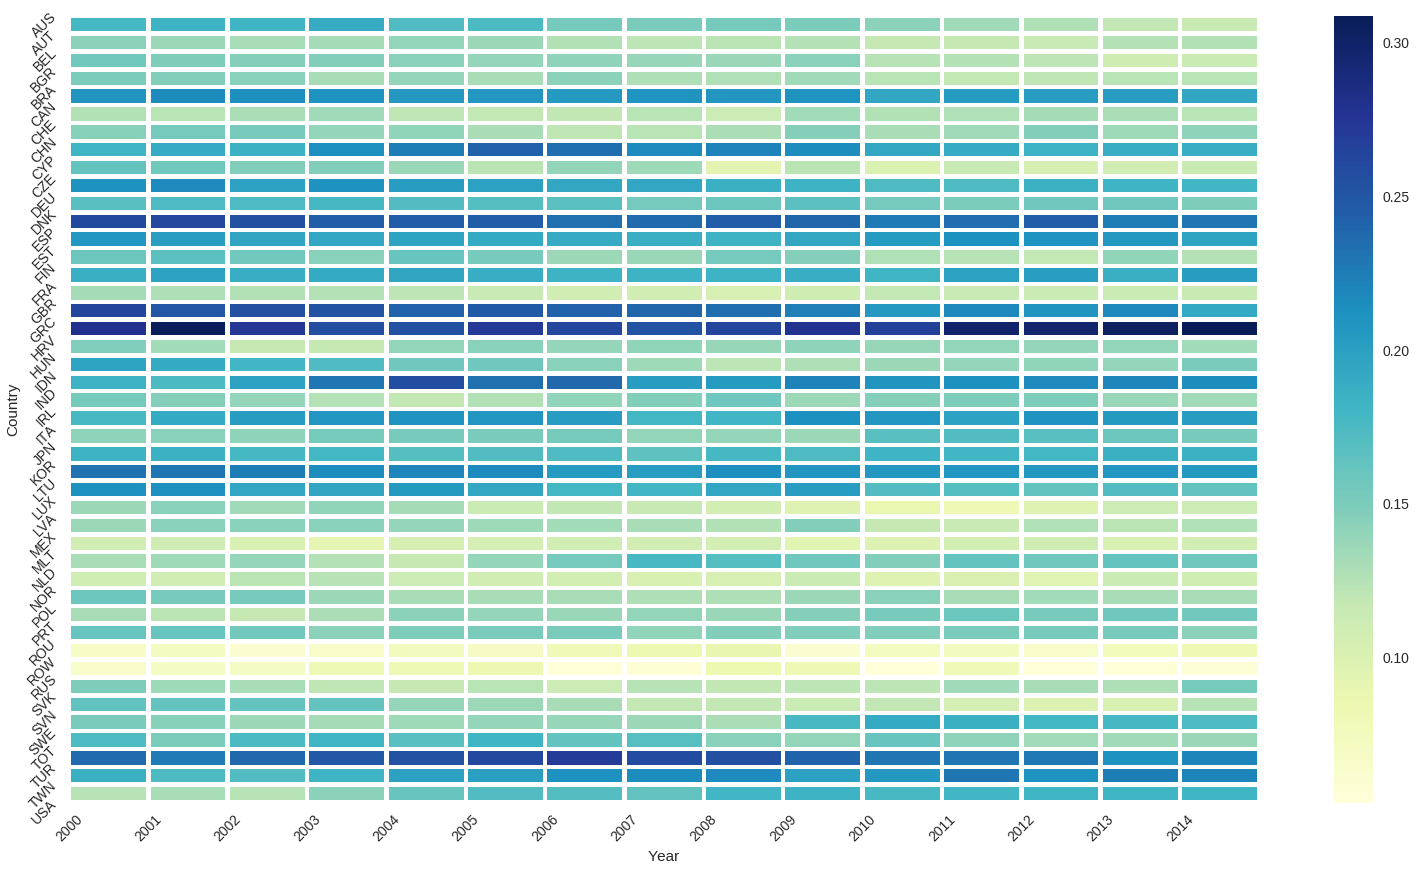 AUS
AUT
BEL
BGR
BRA
CAN
CHE
CHN
CYP
CZE
DEU
DNK
ESP
EST
FIN
FRA
GBR
GRC
HRV
HUN
IDN
IND
IRL
ITA
JPN
KOR
LTU
LUX
LVA
MEX
MLT
NLD
NOR
POL
PRT
ROU
ROW
RUS
SVK
SVN
SWE
TOT
TUR
TWN
USA
Country
2000 2001 2002 2003 2004 2005 2006 2007 2008 2009 2010 2011 2012 2013 2014
Year
0.30
0.25
0.20
0.15
0.10